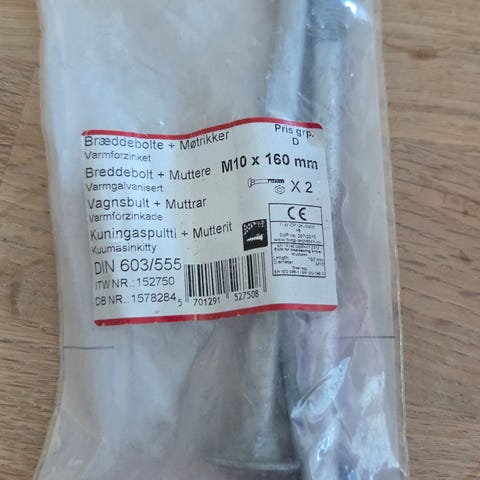 Bræddebolte + Møtrikker
Varmforzinket
Pris grp.
D
Breddebolt + Muttere
Varmgalvanisert
M10 x 160 mm
X 2
Vagnsbult + Muttrar
Varmförzinkade
Kuningaspultti + Mutterit
Kuumasinkitty
CE
DIN 603/555
ITW NR.:152750
DB NR.:1578284
5 701291 527508